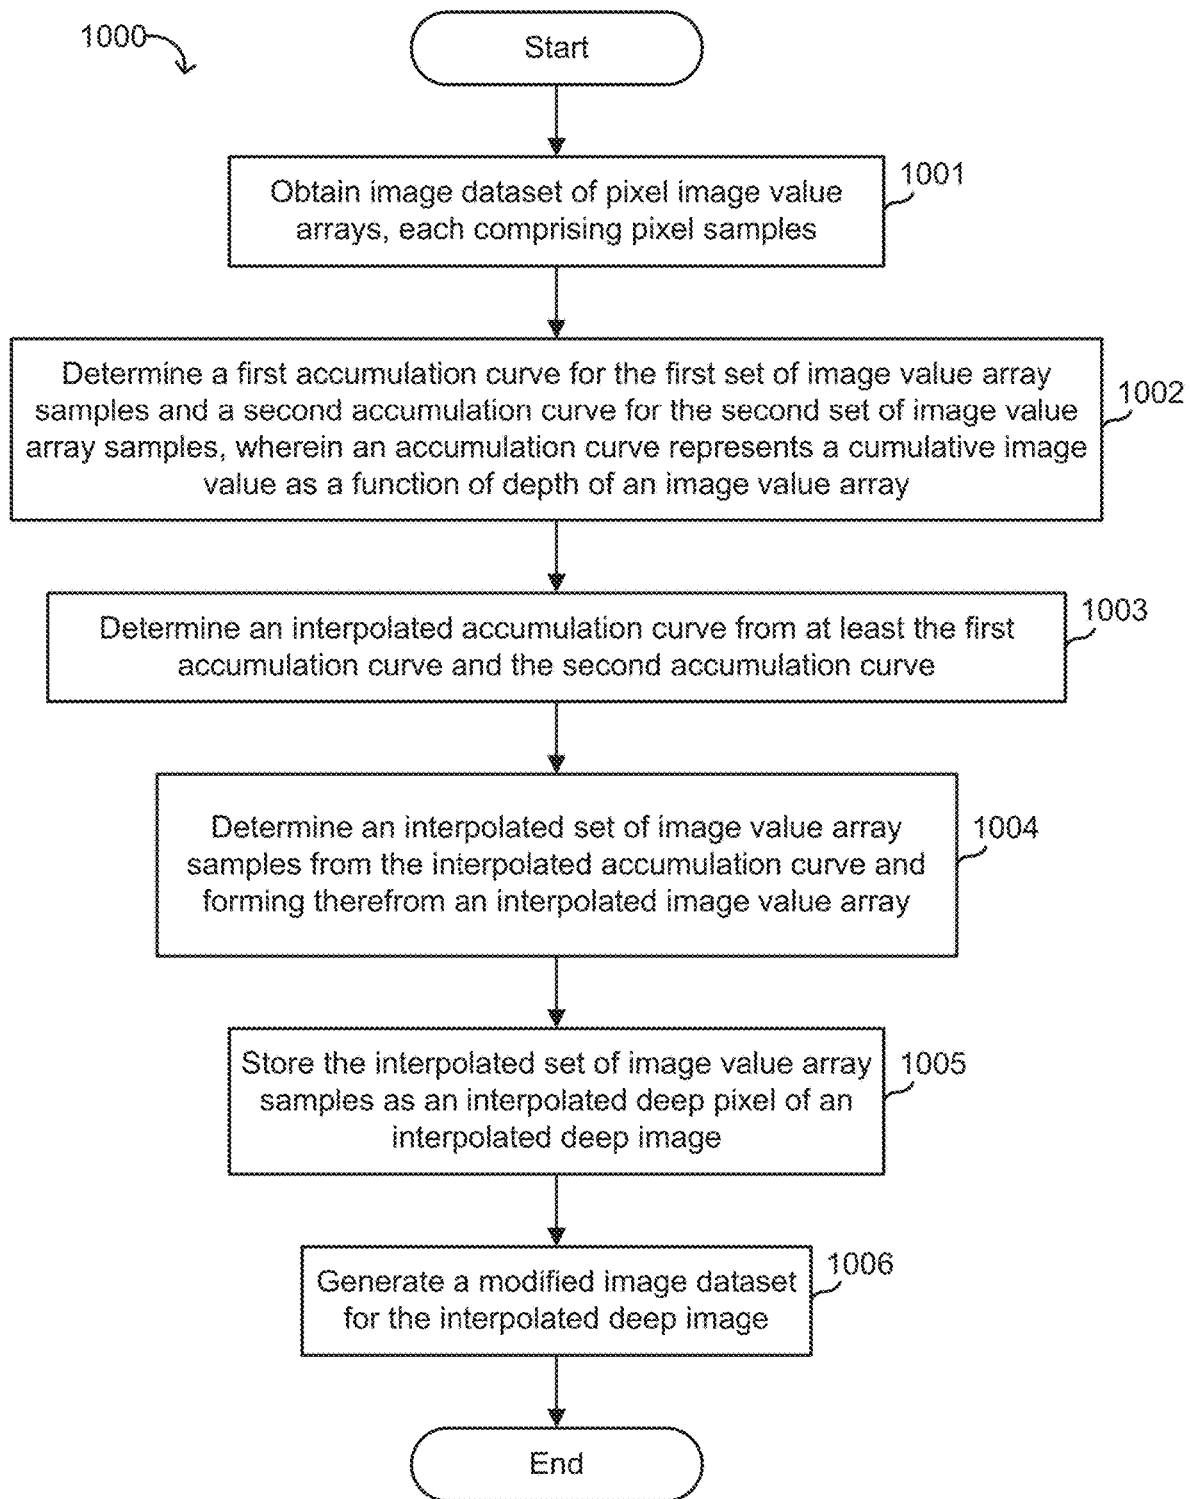 1000
Start
1001
Obtain image dataset of pixel image value
arrays, each comprising pixel samples
1002
Determine a first accumulation curve for the first set of image value array
samples and a second accumulation curve for the second set of image value
array samples, wherein an accumulation curve represents a cumulative image
value as a function of depth of an image value array
1003
Determine an interpolated accumulation curve from at least the first
accumulation curve and the second accumulation curve
1004
Determine an interpolated set of image value array
samples from the interpolated accumulation curve and
forming therefrom an interpolated image value array
1005
Store the interpolated set of image value array
samples as an interpolated deep pixel of an
interpolated deep image
1006
Generate a modified image dataset
for the interpolated deep image
End